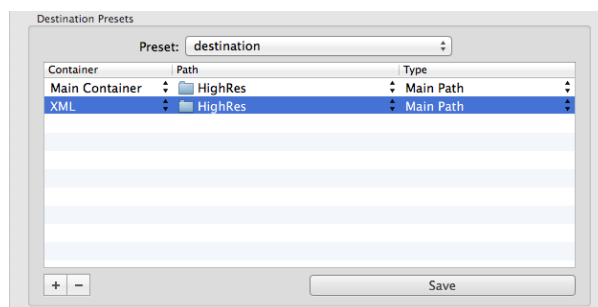 Destination Presets
Preset: destination
Container Path Type
Main Container HighRes Main Path
XML HighRes Main Path
+ − Save